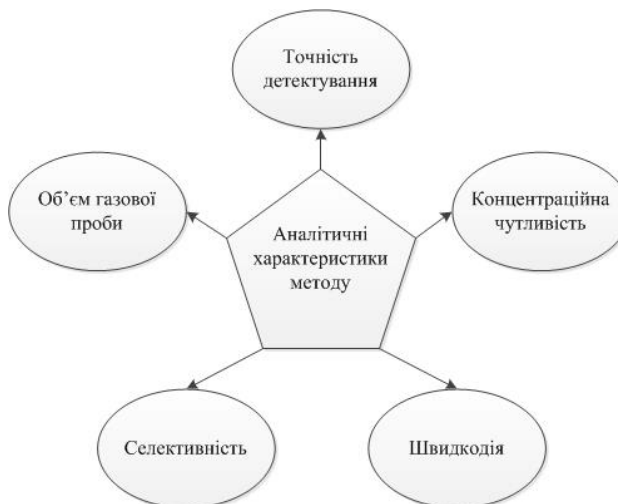 Точність
детектування
Об’єм газової
проби
Концентраційна
чутливість
Аналітичні
характеристики
методу
Селективність
Швидкодія